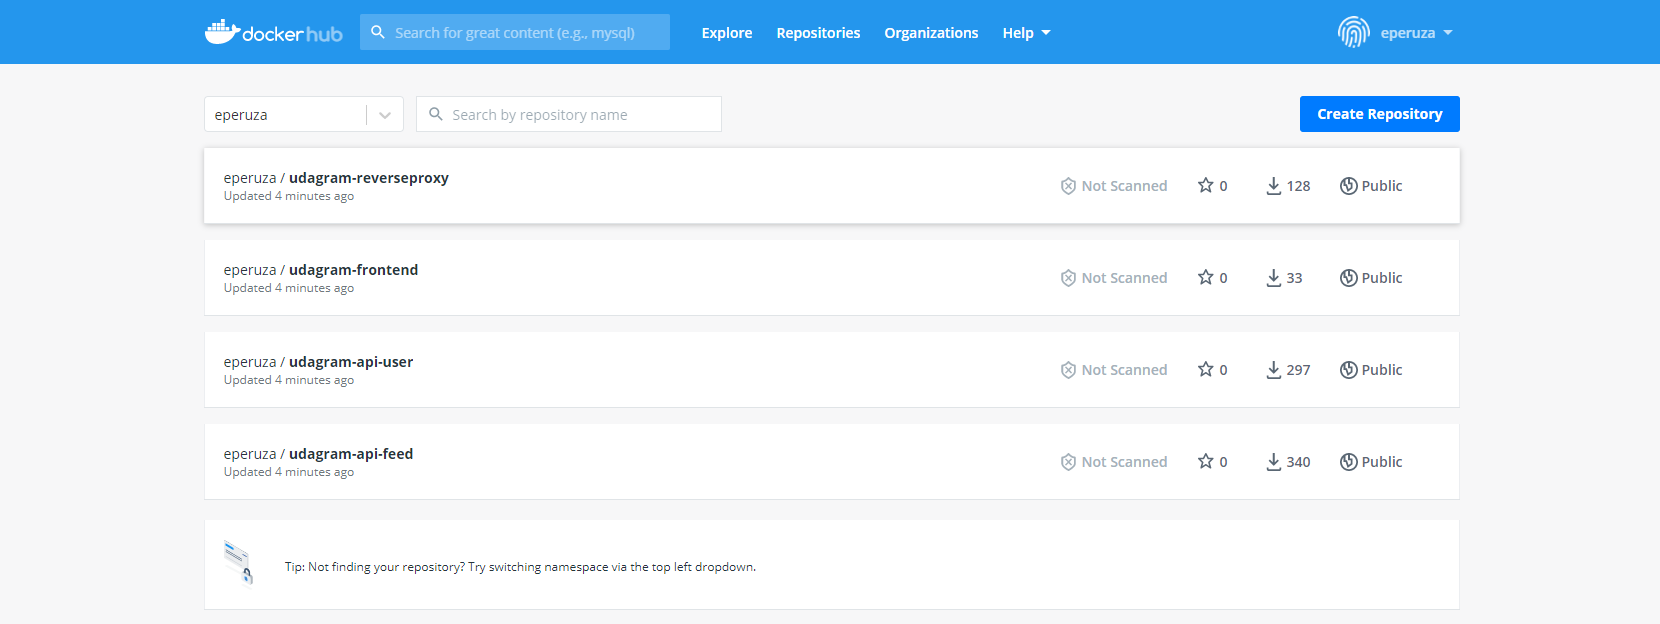 dockerhub Search for great content (e.g., mysql) Explore Repositories Organizations Help eperuza
eperuza Search by repository name Create Repository
eperuza / udagram-reverseproxy
Updated 4 minutes ago
Not Scanned 0 128 Public
eperuza / udagram-frontend
Updated 4 minutes ago
Not Scanned 0 33 Public
eperuza / udagram-api-user
Updated 4 minutes ago
Not Scanned 0 297 Public
eperuza / udagram-api-feed
Updated 4 minutes ago
Not Scanned 0 340 Public
Tip: Not finding your repository? Try switching namespace via the top left dropdown.